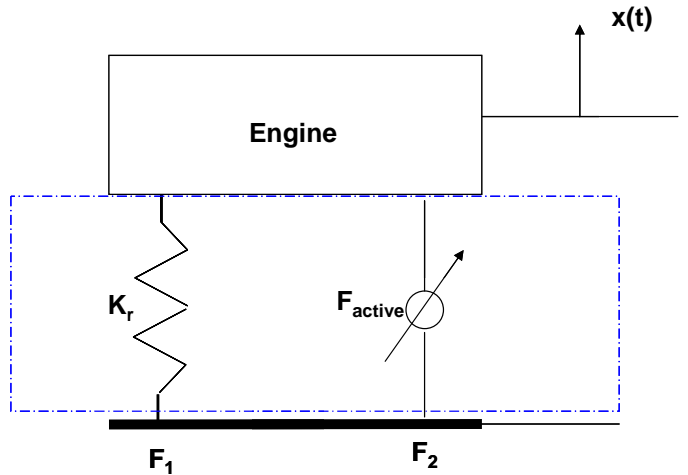 x(t)
Engine
Kr
Factive
F1
F2